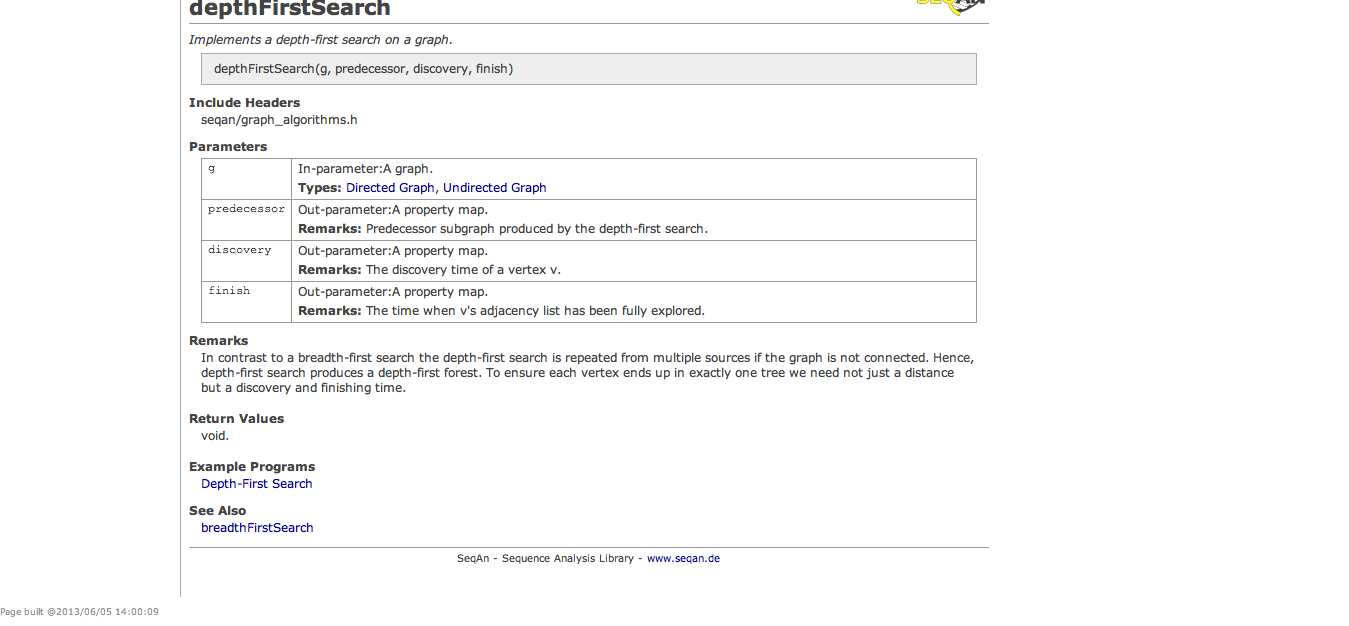 depthFirstSearch
Implements a depth-first search on a graph.
depthFirstSearch(g, predecessor, discovery, finish)
Include Headers
seqan/graph_algorithms.h
Parameters
g
In-parameter:A graph.
Types: Directed Graph, Undirected Graph
predecessor
Out-parameter:A property map.
Remarks: Predecessor subgraph produced by the depth-first search.
discovery
Out-parameter:A property map.
Remarks: The discovery time of a vertex v.
finish
Out-parameter:A property map.
Remarks: The time when v's adjacency list has been fully explored.
Remarks
In contrast to a breadth-first search the depth-first search is repeated from multiple sources if the graph is not connected. Hence,
depth-first search produces a depth-first forest. To ensure each vertex ends up in exactly one tree we need not just a distance
but a discovery and finishing time.
Return Values
void.
Example Programs
Depth-First Search
See Also
breadthFirstSearch
SeqAn - Sequence Analysis Library - www.seqan.de
Page built @2013/06/05 14:00:09